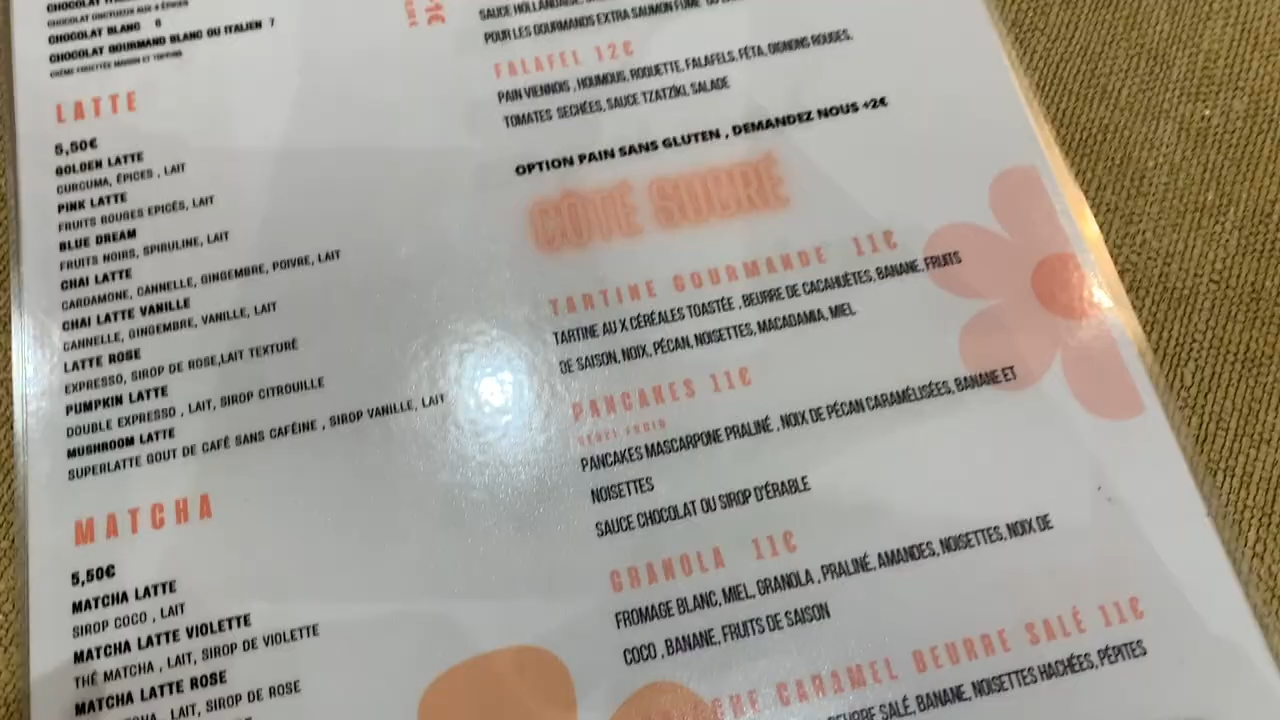 CHOCOLAT BLANC 6
CHOCOLAT GOURMAND BLANC OU ITALIEN 7
CRÈME FOUETTÉE MAISON ET TOPPING
LATTE
5,50€
GOLDEN LATTE
CURCUMA, ÉPICES , LAIT
PINK LATTE
FRUITS ROUGES EPICÉS, LAIT
BLUE DREAM
FRUITS NOIRS, SPIRULINE, LAIT
CHAI LATTE
CARDAMONE, CANNELLE, GINGEMBRE, POIVRE, LAIT
CHAI LATTE VANILLE
CANNELLE, GINGEMBRE, VANILLE, LAIT
LATTE ROSE
EXPRESSO, SIROP DE ROSE,LAIT TEXTURÉ
PUMPKIN LATTE
DOUBLE EXPRESSO , LAIT, SIROP CITROUILLE
MUSHROOM LATTE
SUPERLATTE GOUT DE CAFÉ SANS CAFÉINE , SIROP VANILLE, LAIT
MATCHA
5,50€
MATCHA LATTE
SIROP COCO , LAIT
MATCHA LATTE VIOLETTE
THÉ MATCHA , LAIT, SIROP DE VIOLETTE
MATCHA LATTE ROSE
LAIT, SIROP DE ROSE
SAUCE HOLLANDAISE,
POUR LES GOURMANDS EXTRA SAUMON FUMÉ
FALAFEL 12€
PAIN VIENNOIS , HOUMOUS, ROQUETTE, FALAFELS, FÉTA, OIGNONS ROUGES,
TOMATES SECHÉES, SAUCE TZATZÍKI, SALADE
OPTION PAIN SANS GLUTEN , DEMANDEZ NOUS +2€
CÔTÉ SUCRÉ
TARTINE GOURMANDE 11€
TARTINE AU X CÉRÉALES TOASTÉE , BEURRE DE CACAHUÈTES, BANANE, FRUITS
DE SAISON, NOIX, PÉCAN, NOISETTES, MACADAMIA, MIEL
PANCAKES 11€
PANCAKES MASCARPONE PRALINÉ , NOIX DE PÉCAN CARAMÉLISÉES, BANANE ET
NOISETTES
SAUCE CHOCOLAT OU SIROP D'ÉRABLE
GRANOLA 11€
FROMAGE BLANC, MIEL, GRANOLA , PRALINÉ, AMANDES, NOISETTES, NOIX DE
COCO , BANANE, FRUITS DE SAISON
CARAMEL BEURRE SALÉ 11€
BEURRE SALÉ, BANANE, NOISETTES HACHÉES, PÉPITES